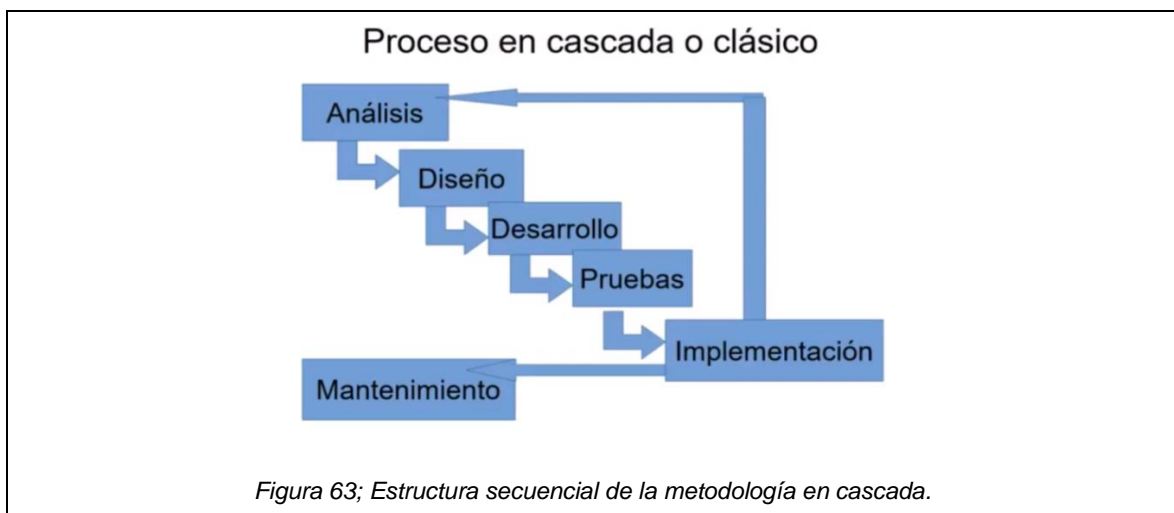 Proceso en cascada o clásico
Análisis
Diseño
Desarrollo
Pruebas
Implementación
Mantenimiento
Figura 63; Estructura secuencial de la metodología en cascada.